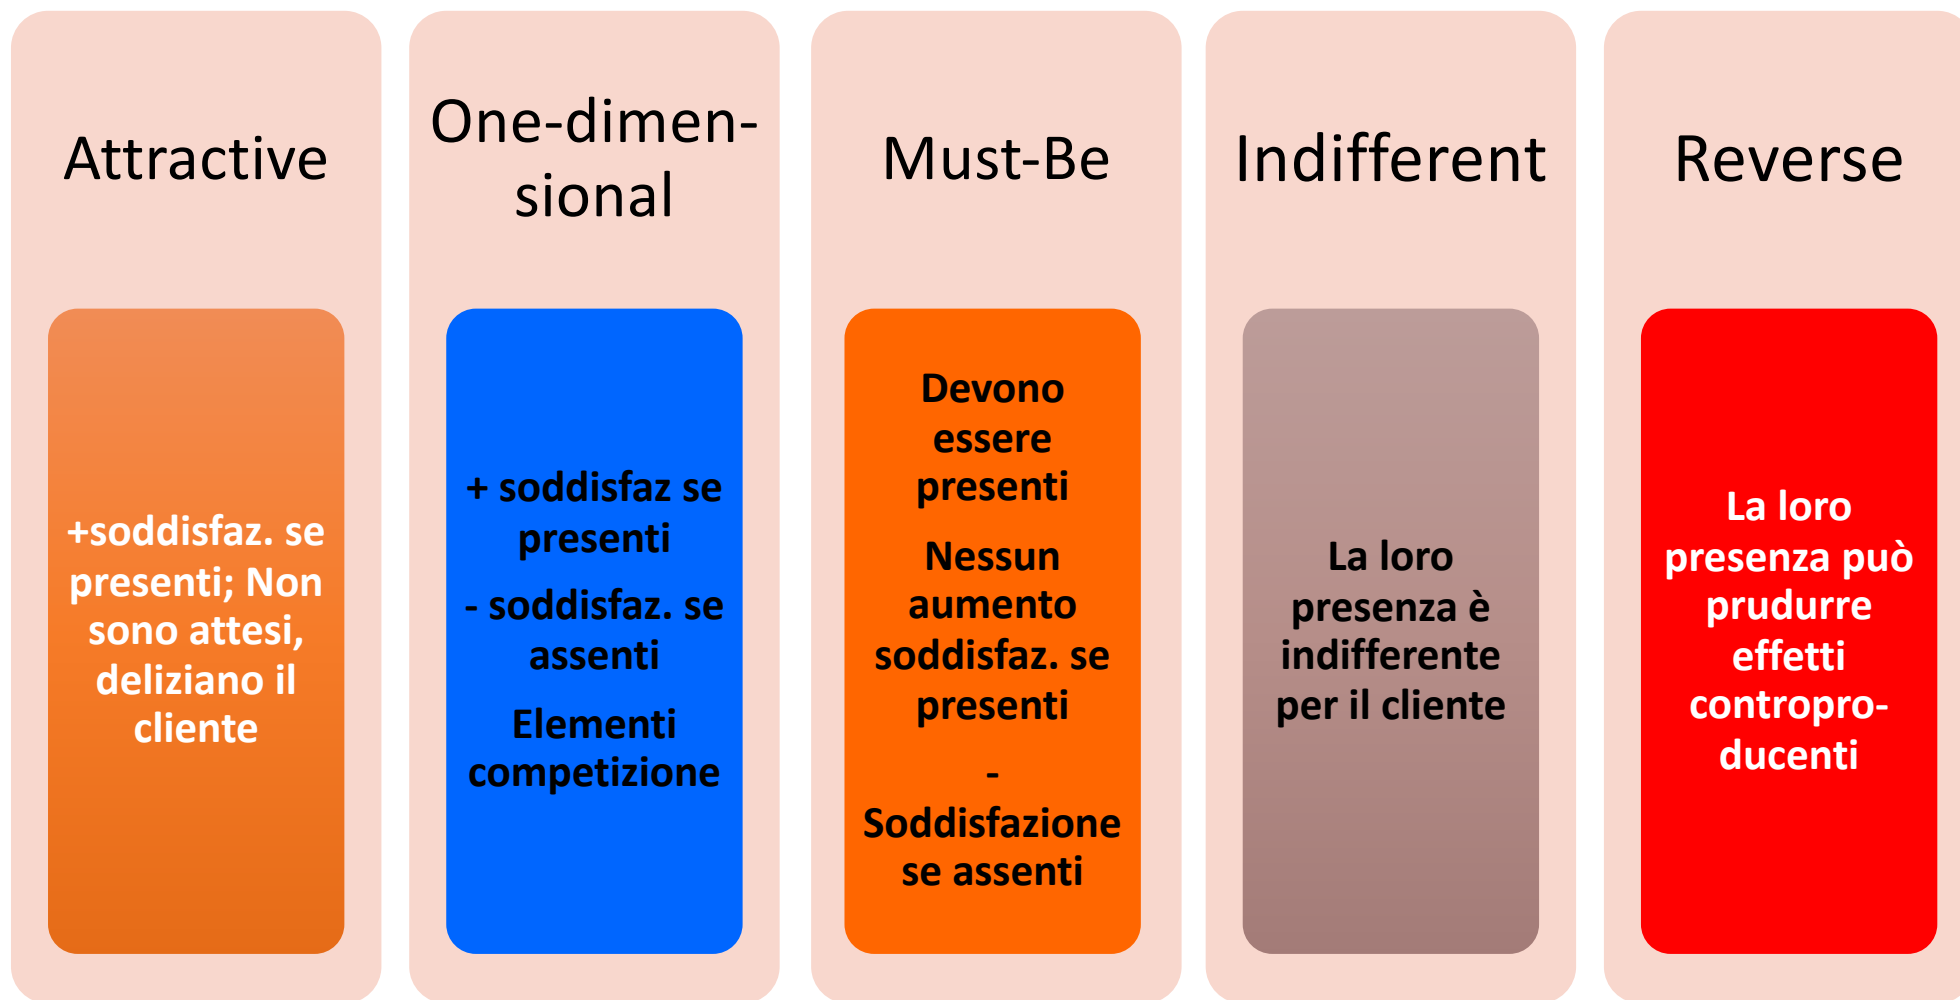 Attractive
+soddisfaz. se
presenti; Non
sono attesi,
deliziano il
cliente
One-dimen-
sional
+ soddisfaz se
presenti
- soddisfaz. se
assenti
Elementi
competizione
Must-Be
Devono
essere
presenti
Nessun
aumento
soddisfaz. se
presenti
-
Soddisfazione
se assenti
Indifferent
La loro
presenza è
indifferente
per il cliente
Reverse
La loro
presenza può
prudurre
effetti
contropro-
ducenti